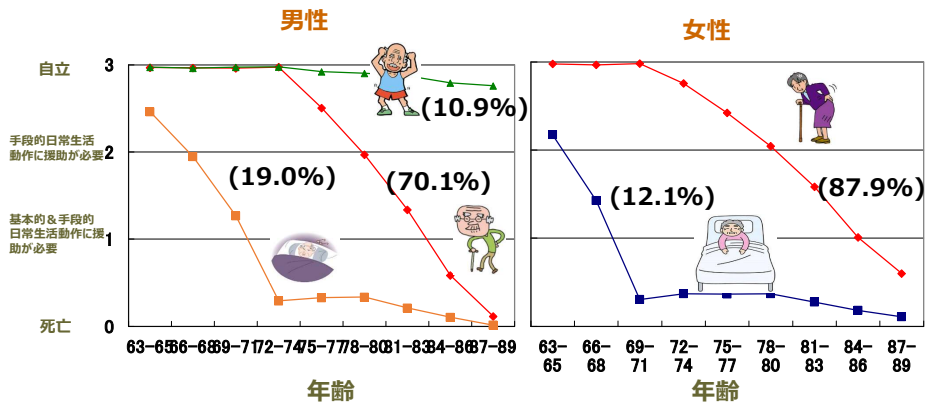 男性
女性
自立
3
手段的日常生活
動作に援助が必要
2
基本的&手段的
日常生活動作に援
助が必要
1
死亡
0
(10.9%)
(19.0%)
(70.1%)
(12.1%)
(87.9%)
63−65 66−68 69−71 72−74 75−77 78−80 81−83 84−86 87−89
63−
65
66−
68
69−
71
72−
74
75−
77
78−
80
81−
83
84−
86
87−
89
年齢
年齢